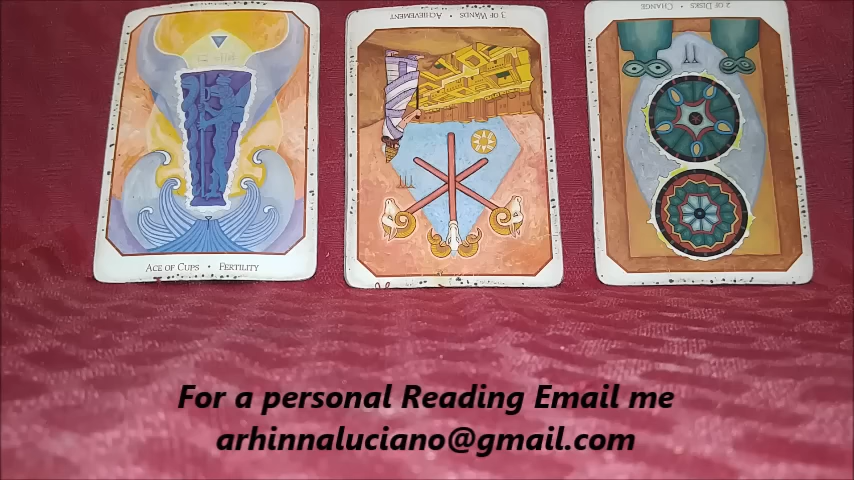 3 OF WANDS • ACHIEVEMENT
2 OF DISKS • CHANGE
ACE OF CUPS • FERTILITY
For a personal Reading Email me
arhinnaluciano@gmail.com